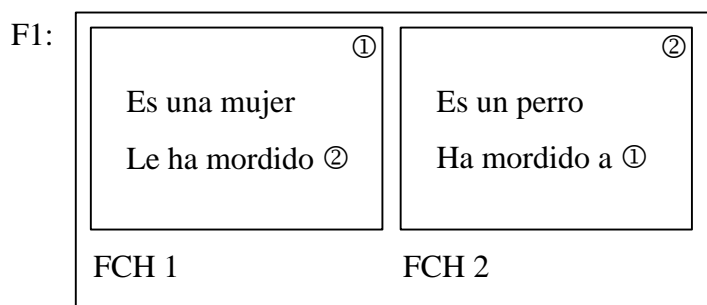 F1:
①
Es una mujer
Le ha mordido ②
FCH 1
②
Es un perro
Ha mordido a ①
FCH 2